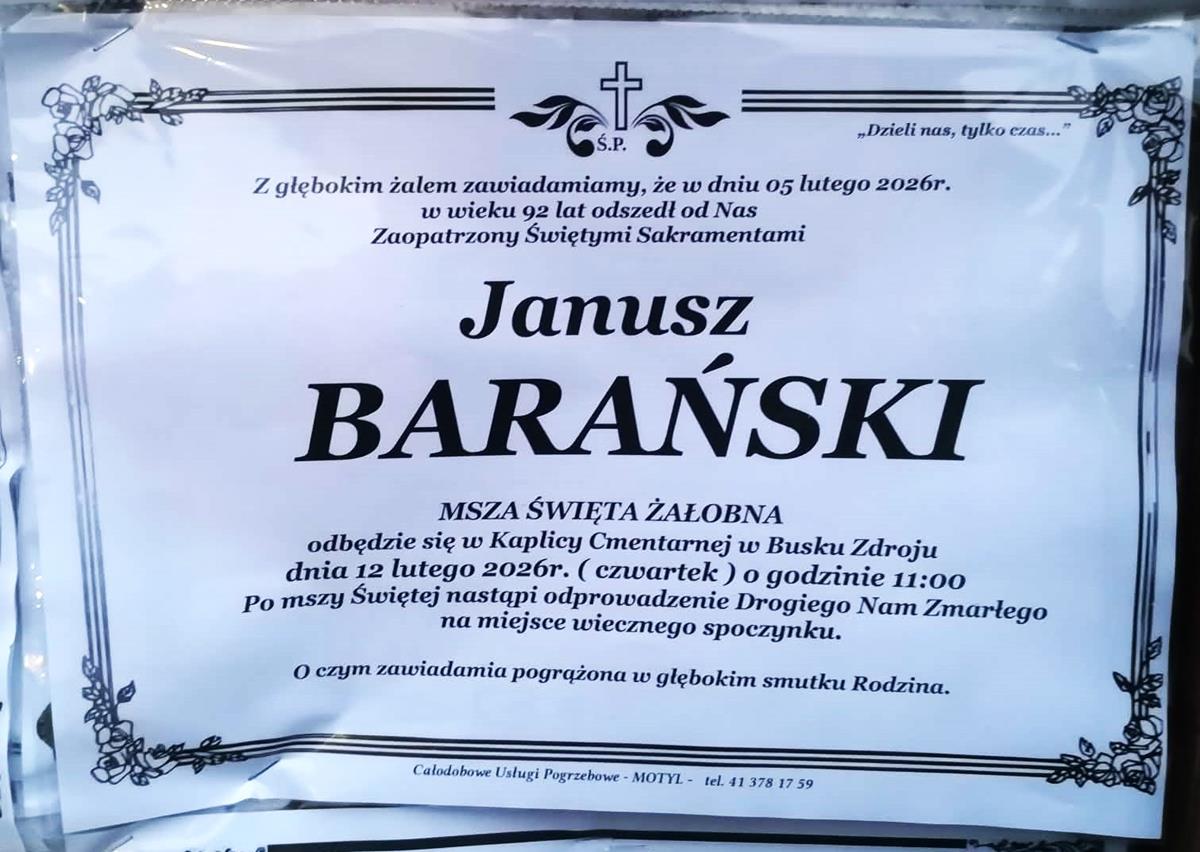 Ś.P.
„Dzieli nas, tylko czas...”
Z głębokim żalem zawiadamiamy, że w dniu 05 lutego 2026r.
w wieku 92 lat odszedł od Nas
Zaopatrzony Świętymi Sakramentami
Janusz
BARAŃSKI
MSZA ŚWIĘTA ŻAŁOBNA
odbędzie się w Kaplicy Cmentarnej w Busku Zdroju
dnia 12 lutego 2026r. ( czwartek ) o godzinie 11:00
Po mszy Świętej nastąpi odprowadzenie Drogiego Nam Zmarłego
na miejsce wiecznego spoczynku.
O czym zawiadamia pogrążona w głębokim smutku Rodzina.
Całodobowe Usługi Pogrzebowe - MOTYL - tel. 41 378 17 59